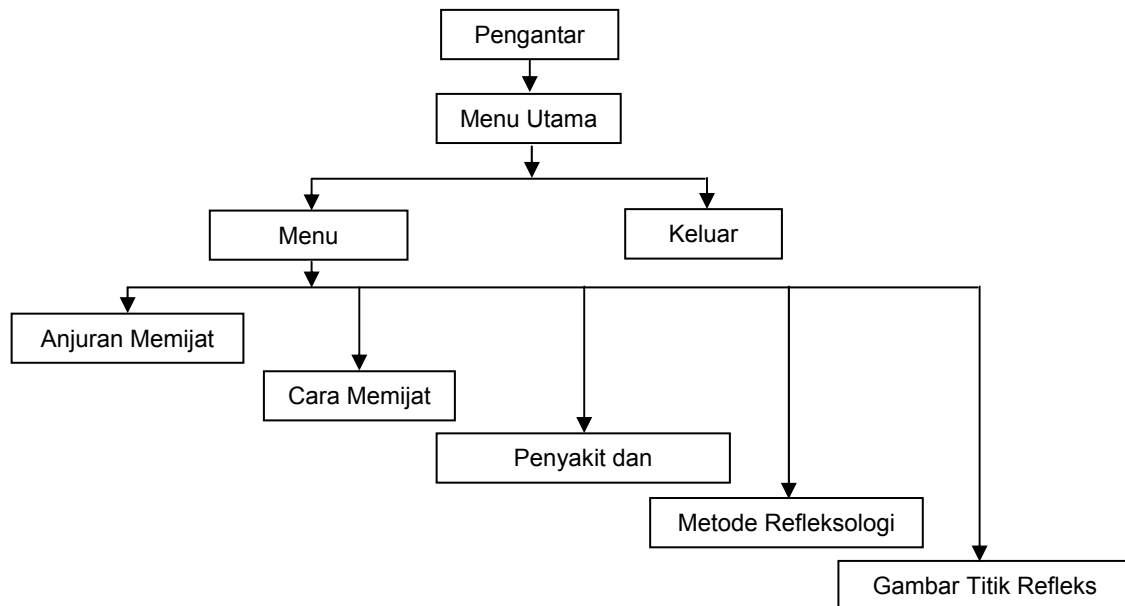 Pengantar
Menu Utama
Menu
Keluar
Anjuran Memijat
Cara Memijat
Penyakit dan
Metode Refleksologi
Gambar Titik Refleks